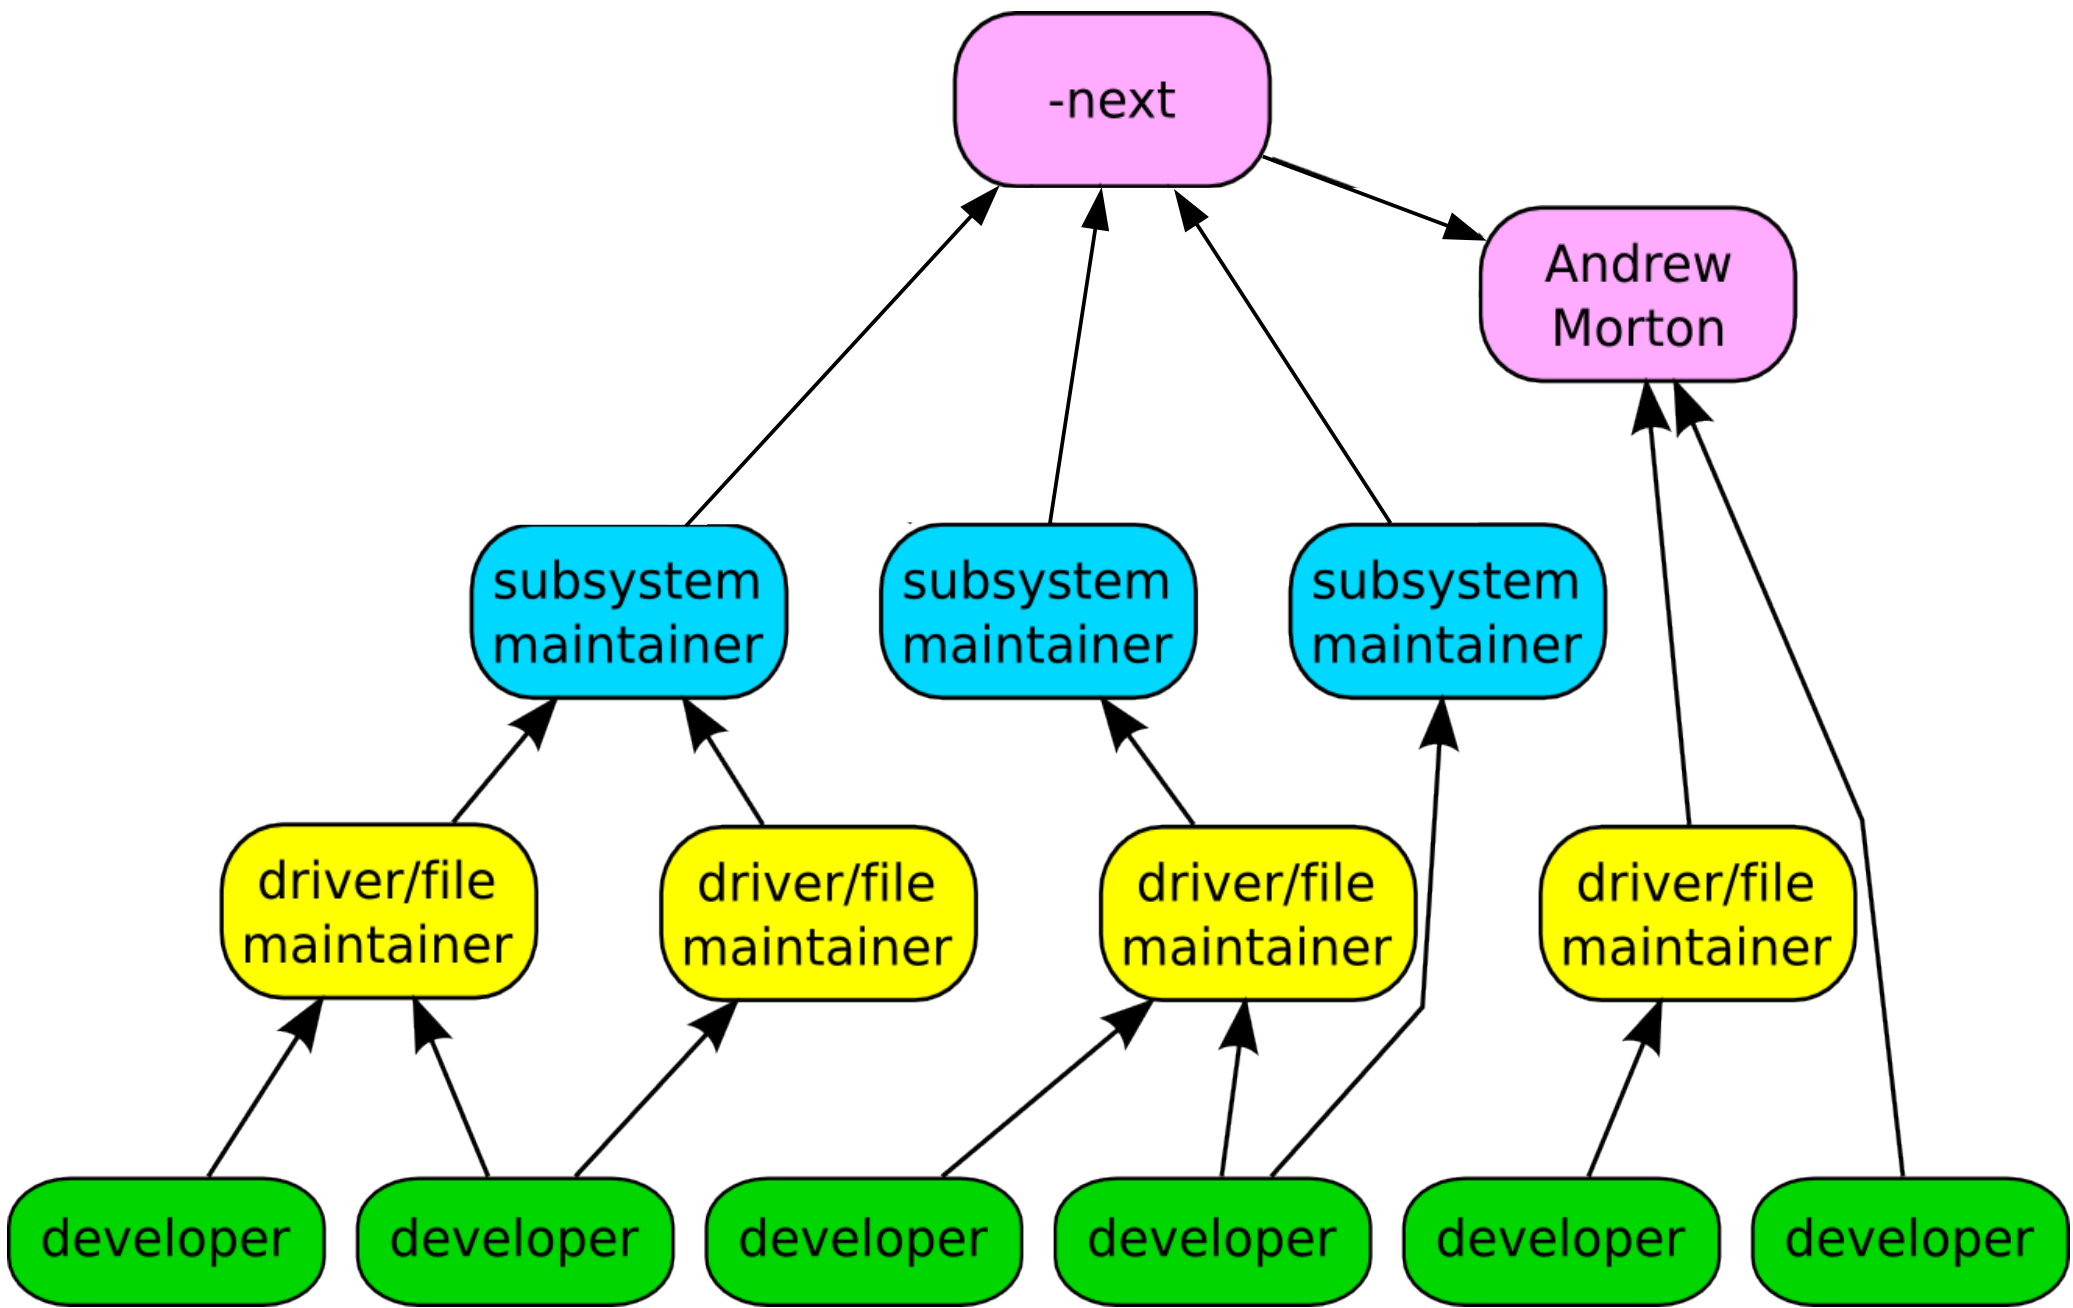 -next
Andrew
Morton
subsystem
maintainer
subsystem
maintainer
subsystem
maintainer
driver/file
maintainer
driver/file
maintainer
driver/file
maintainer
driver/file
maintainer
developer
developer
developer
developer
developer
developer